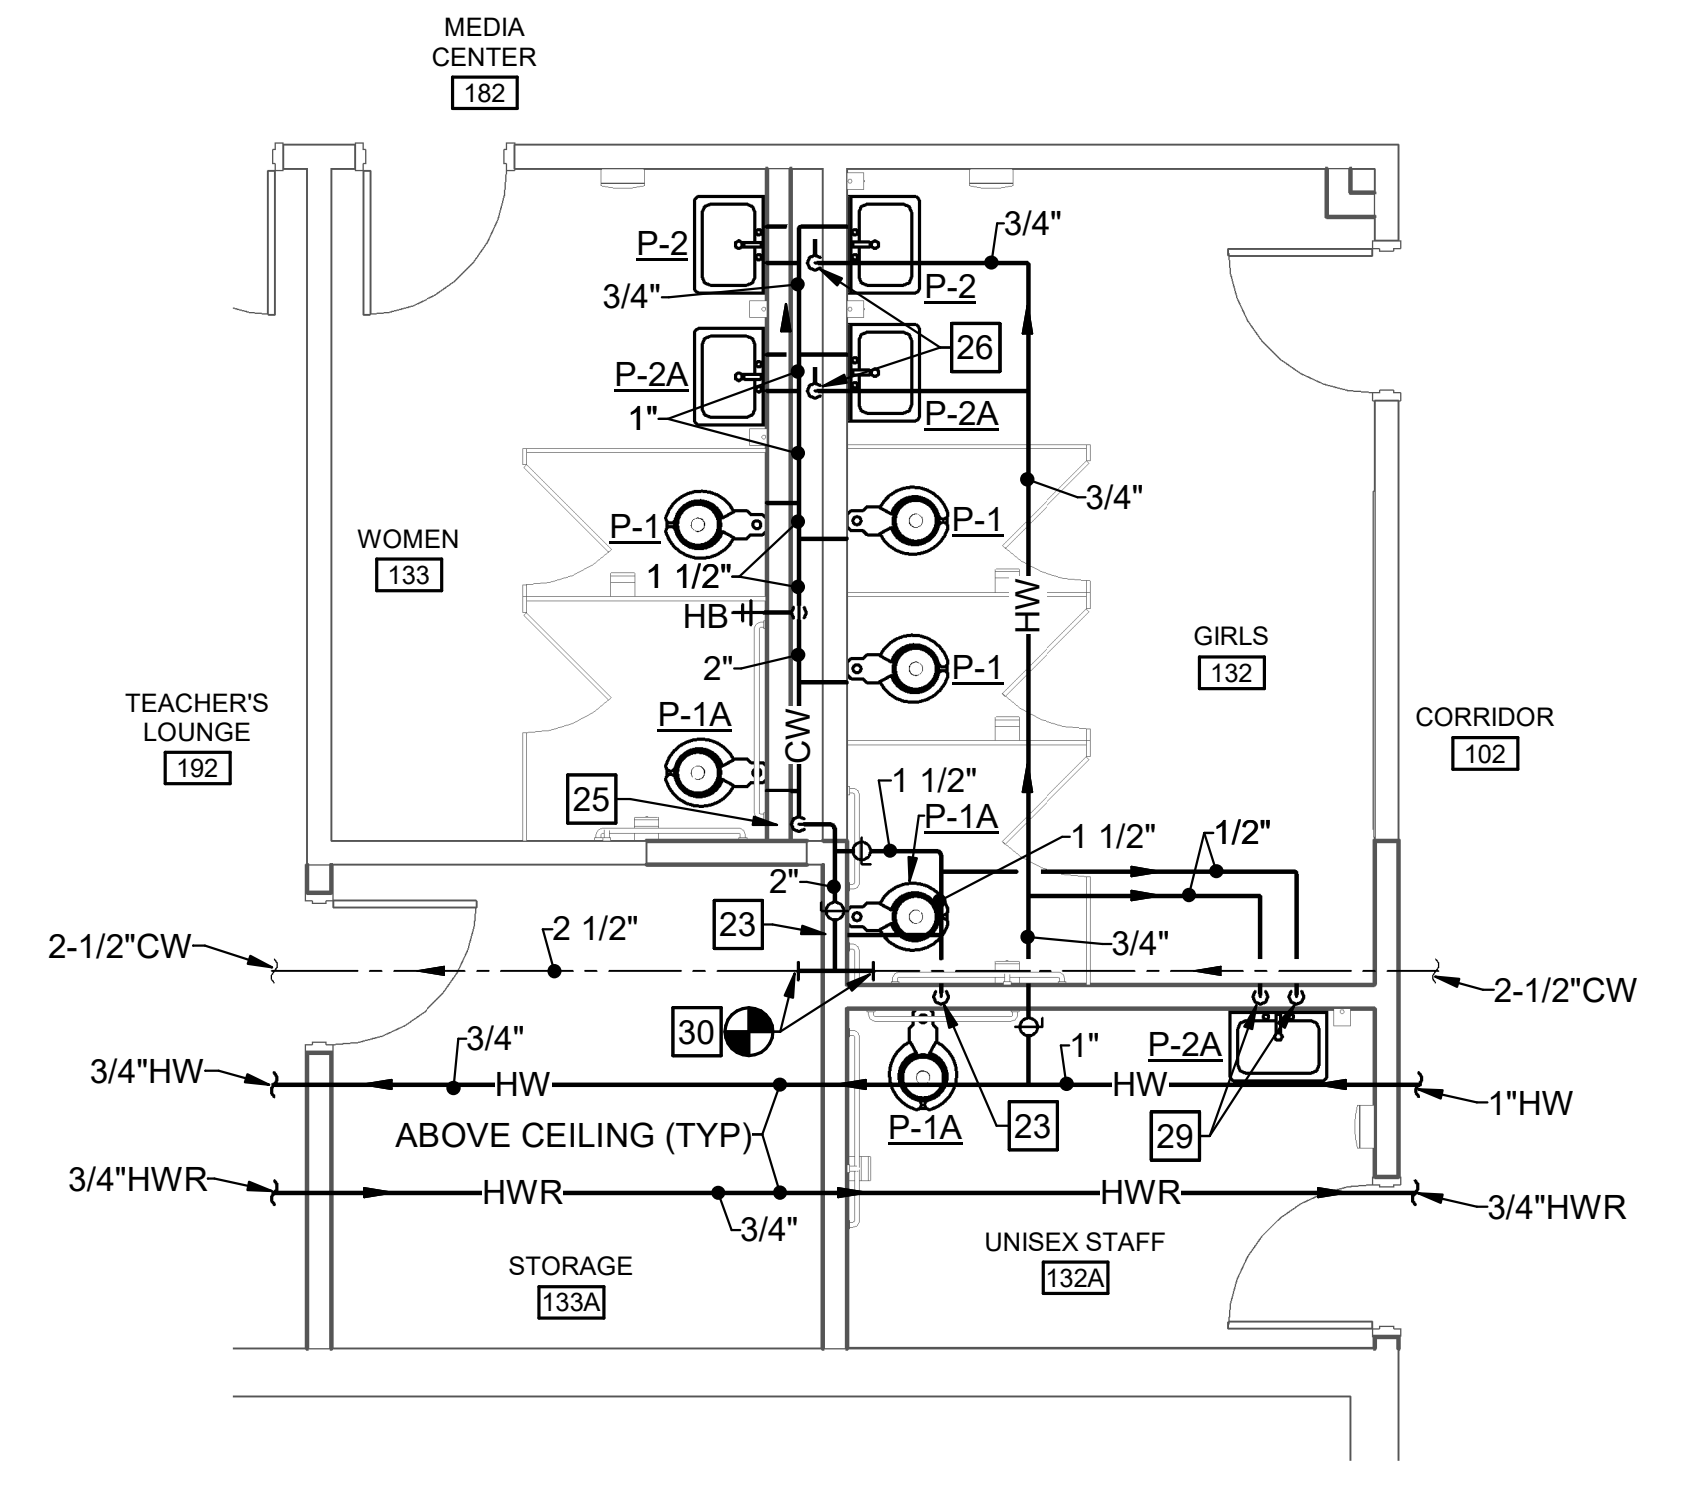 MEDIA
CENTER
182
P-2
3/4"
3/4"
P-2
26
P-2A
1"
P-2A
3/4"
P-1
P-1
WOMEN
133
1 1/2"
HB
HW
2"
P-1
GIRLS
132
TEACHER'S
LOUNGE
192
P-1A
CW
CORRIDOR
102
25
1 1/2"
P-1A
1 1/2"
1/2"
2"
23
2 1/2"
2-1/2"CW
3/4"
2-1/2"CW
30
3/4"
1"
P-2A
3/4"HW
HW
HW
1"HW
ABOVE CEILING (TYP)
P-1A
23
29
3/4"HWR
HWR
HWR
3/4"HWR
3/4"
STORAGE
133A
UNISEX STAFF
132A